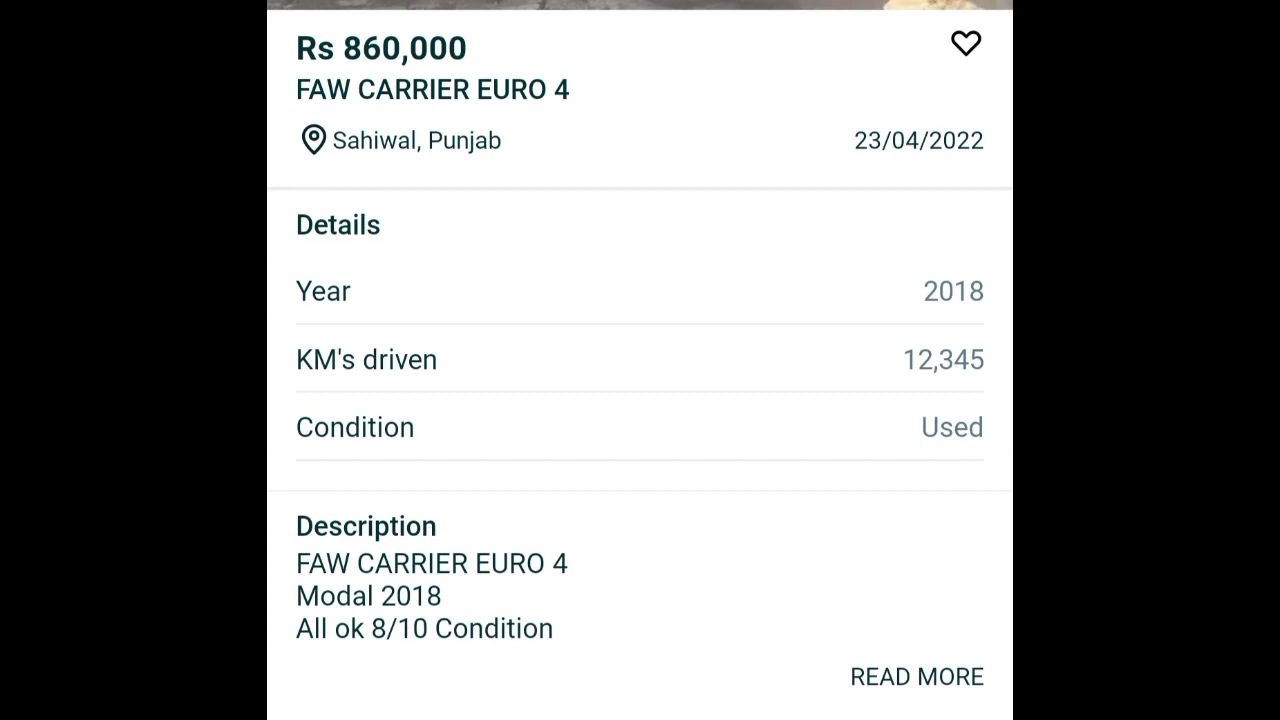 Rs 860,000
FAW CARRIER EURO 4
Sahiwal, Punjab 23/04/2022
Details
Year 2018
KM's driven 12,345
Condition Used
Description
FAW CARRIER EURO 4
Modal 2018
All ok 8/10 Condition
READ MORE